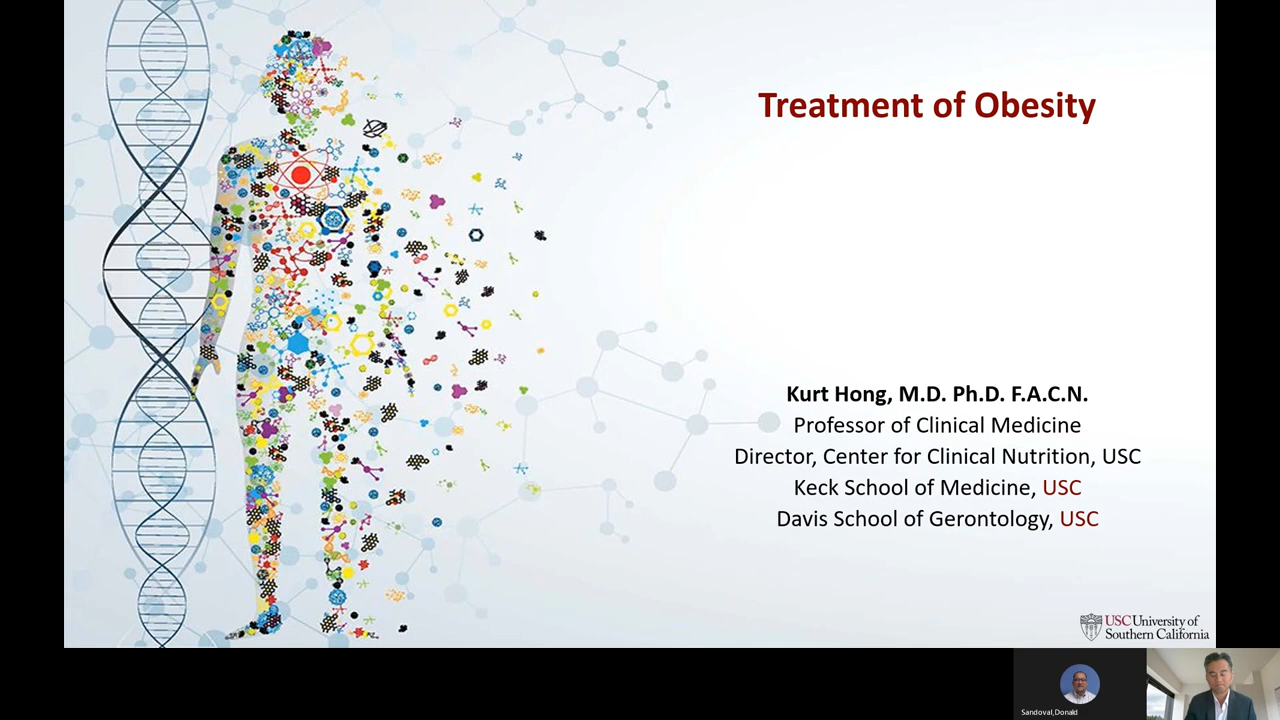 Treatment of Obesity
Kurt Hong, M.D. Ph.D. F.A.C.N.
Professor of Clinical Medicine
Director, Center for Clinical Nutrition, USC
Keck School of Medicine, USC
Davis School of Gerontology, USC
USC University of
Southern California
Sandoval,Donald